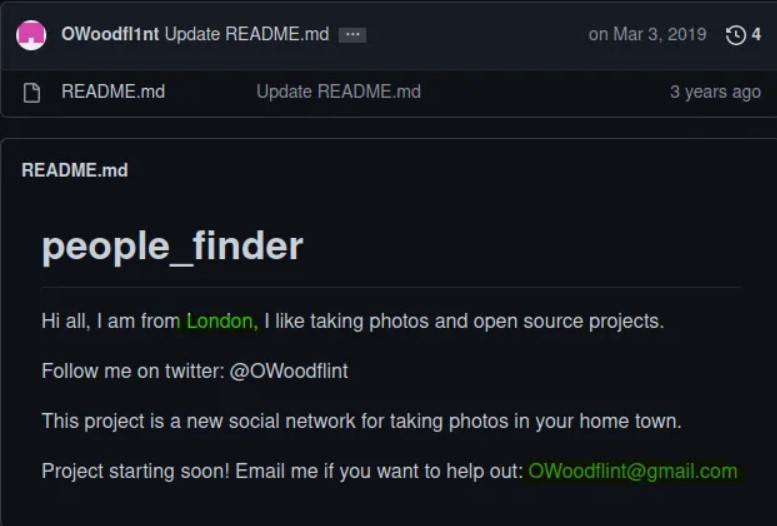 OWoodfl1nt Update README.md ... on Mar 3, 2019 4
README.md Update README.md 3 years ago
README.md
people_finder
Hi all, I am from London, I like taking photos and open source projects.
Follow me on twitter: @OWoodflint
This project is a new social network for taking photos in your home town.
Project starting soon! Email me if you want to help out: OWoodflint@gmail.com